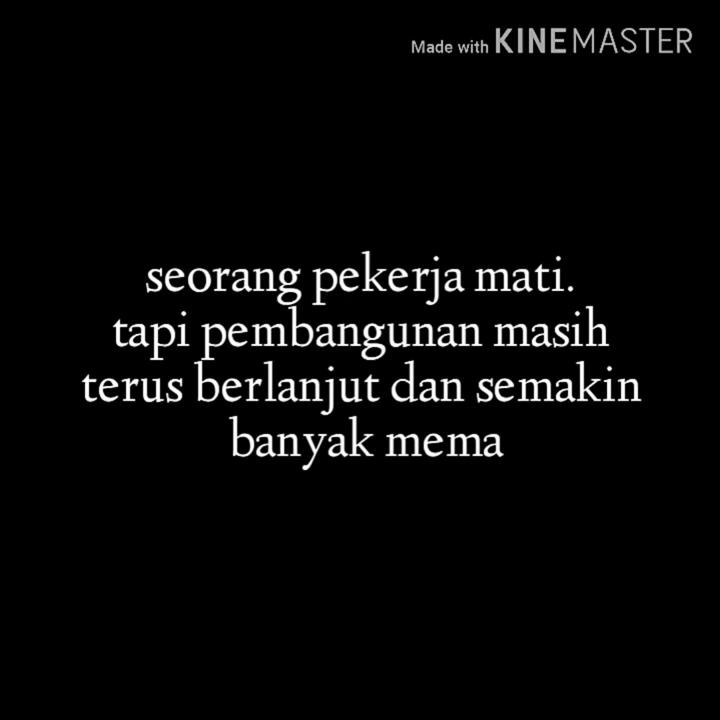 Made with KINEMASTER
seorang pekerja mati.
tapi pembangunan masih
terus berlanjut dan semakin
banyak mema